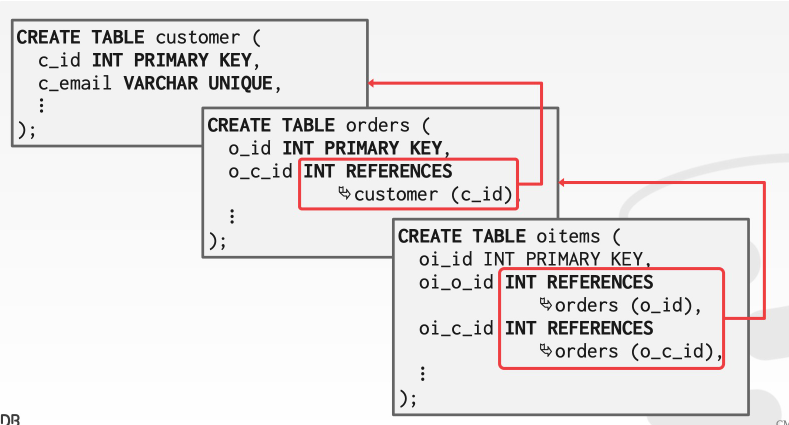 CREATE TABLE customer (
c_id INT PRIMARY KEY,
c_email VARCHAR UNIQUE,
⋮
);
CREATE TABLE orders (
o_id INT PRIMARY KEY,
o_c_id INT REFERENCES
↳customer (c_id),
⋮
);
CREATE TABLE oitems (
oi_id INT PRIMARY KEY,
oi_o_id INT REFERENCES
↳orders (o_id),
oi_c_id INT REFERENCES
↳orders (o_c_id),
⋮
);
DB